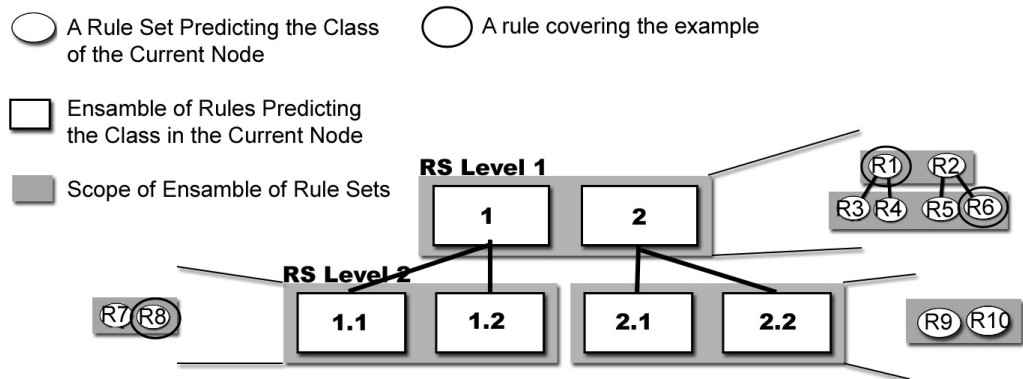 A Rule Set Predicting the Class
of the Current Node
A rule covering the example
Ensamble of Rules Predicting
the Class in the Current Node
Scope of Ensamble of Rule Sets
RS Level 1
1
2
R1
R2
R3
R4
R5
R6
RS Level 2
1.1
1.2
2.1
2.2
R7
R8
R9
R10